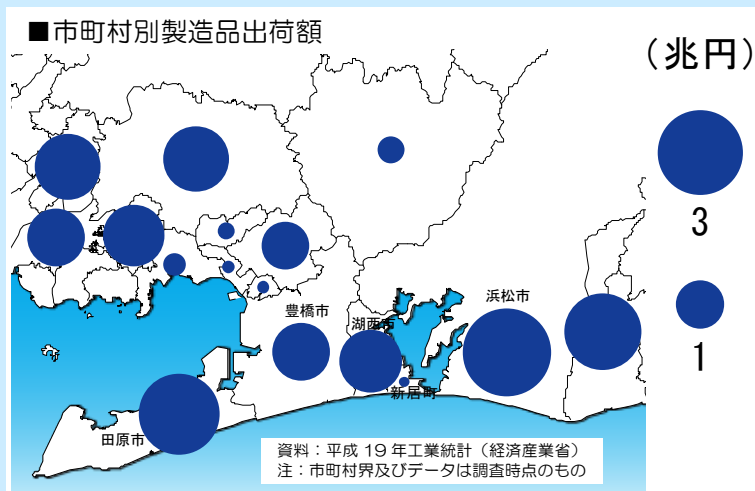 ■市町村別製造品出荷額
（兆円）
3
1
豊橋市
湖西市
浜松市
新居町
田原市
資料：平成 19 年工業統計（経済産業省）
注：市町村界及びデータは調査時点のもの